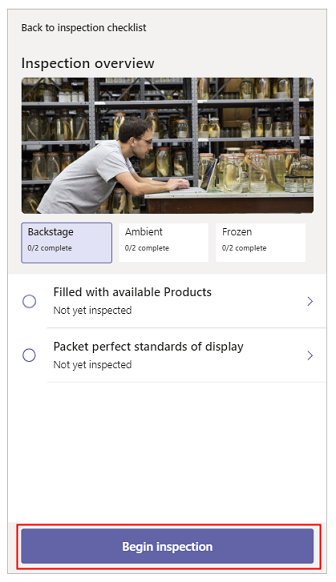 Back to inspection checklist
Inspection overview
Backstage
0/2 complete
Ambient
0/2 complete
Frozen
0/2 complete
Filled with available Products
Not yet inspected
Packet perfect standards of display
Not yet inspected
Begin inspection